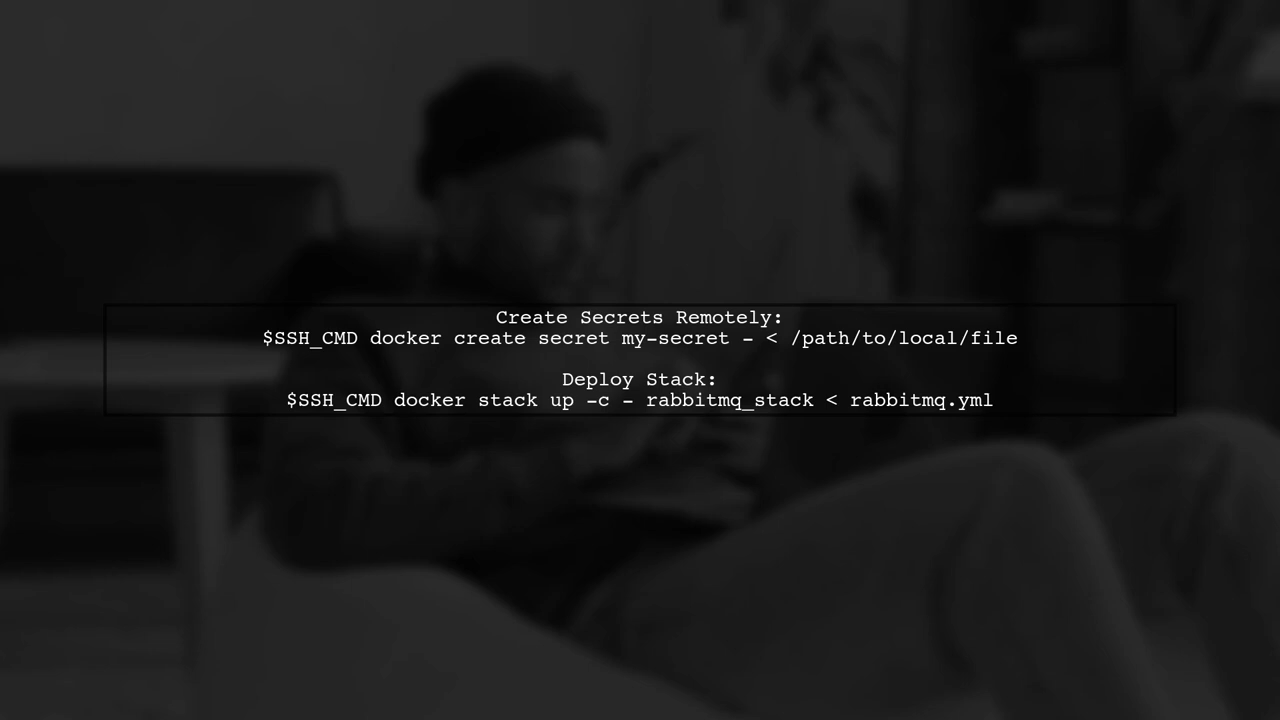 Create Secrets Remotely:
$SSH_CMD docker create secret my-secret - < /path/to/local/file
Deploy Stack:
$SSH_CMD docker stack up -c - rabbitmq_stack < rabbitmq.yml